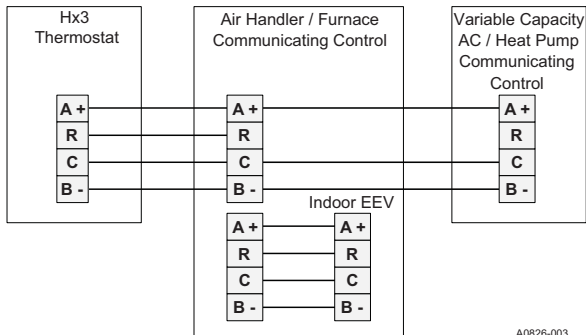 Hx3
Thermostat
A +
R
C
B -
Air Handler / Furnace
Communicating Control
A +
R
C
B -
Indoor EEV
A +
R
C
B -
A +
R
C
B -
Variable Capacity
AC / Heat Pump
Communicating
Control
A +
R
C
B -
A0826-003